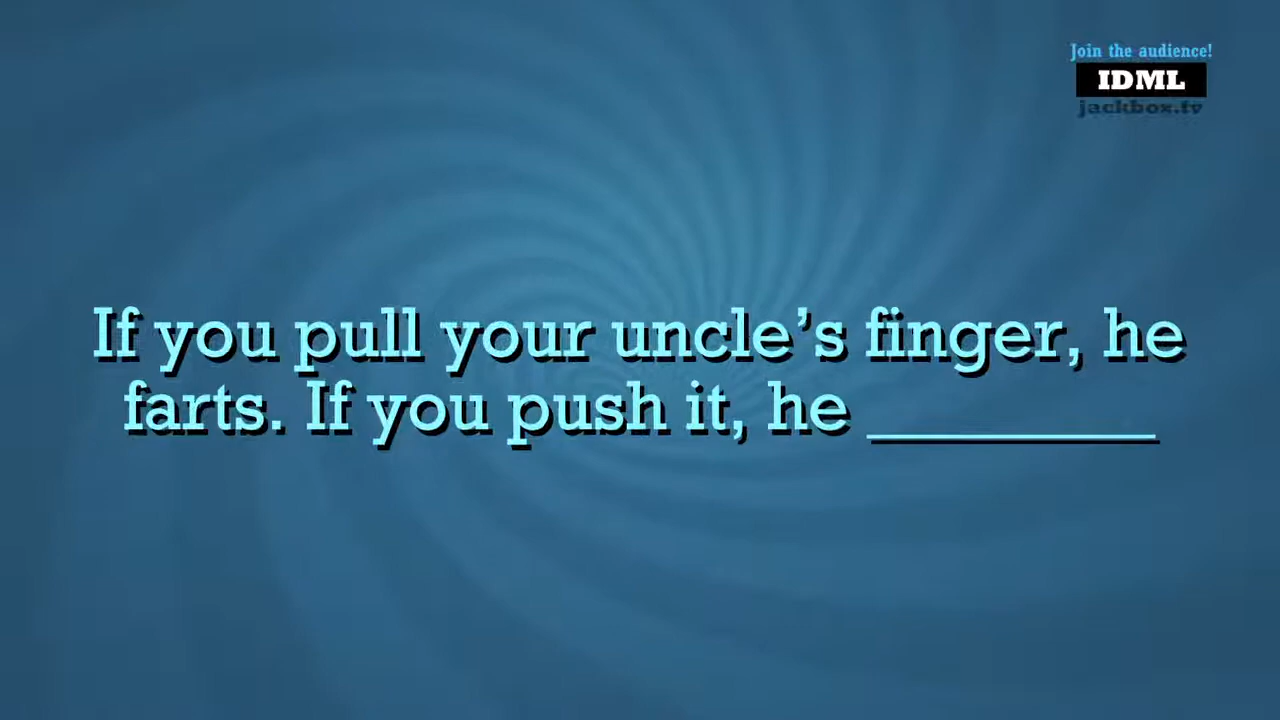 Join the audience!
IDML
jackbox.tv
If you pull your uncle’s finger, he
farts. If you push it, he __________